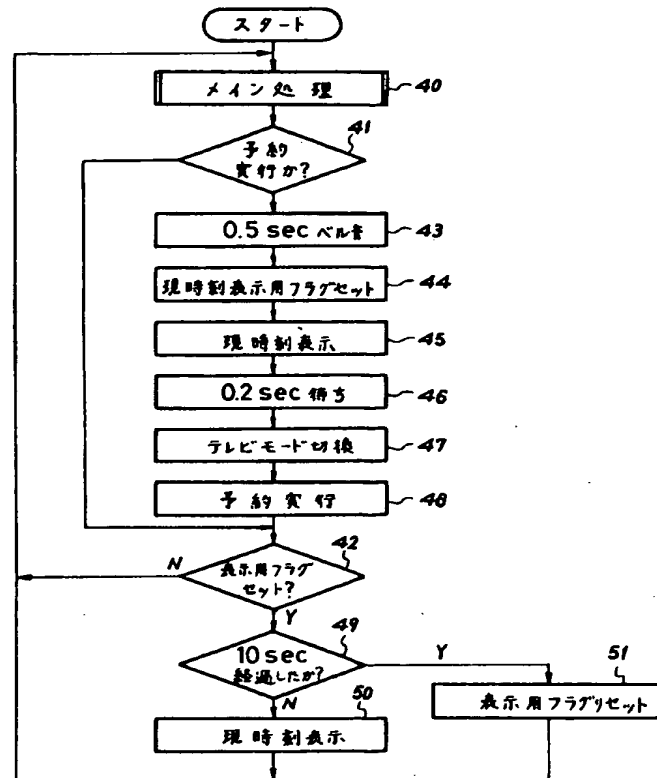 スタート
メイン処理
40
41
予約
実行か?
0.5 sec ベル音
43
現時刻表示用フラグセット
44
現時刻表示
45
0.2 sec 待ち
46
テレビモード切換
47
予約実行
48
42
N
表示用フラグ
セット?
Y
49
10 sec
経過したか?
Y
51
表示用フラグリセット
N
50
現時刻表示